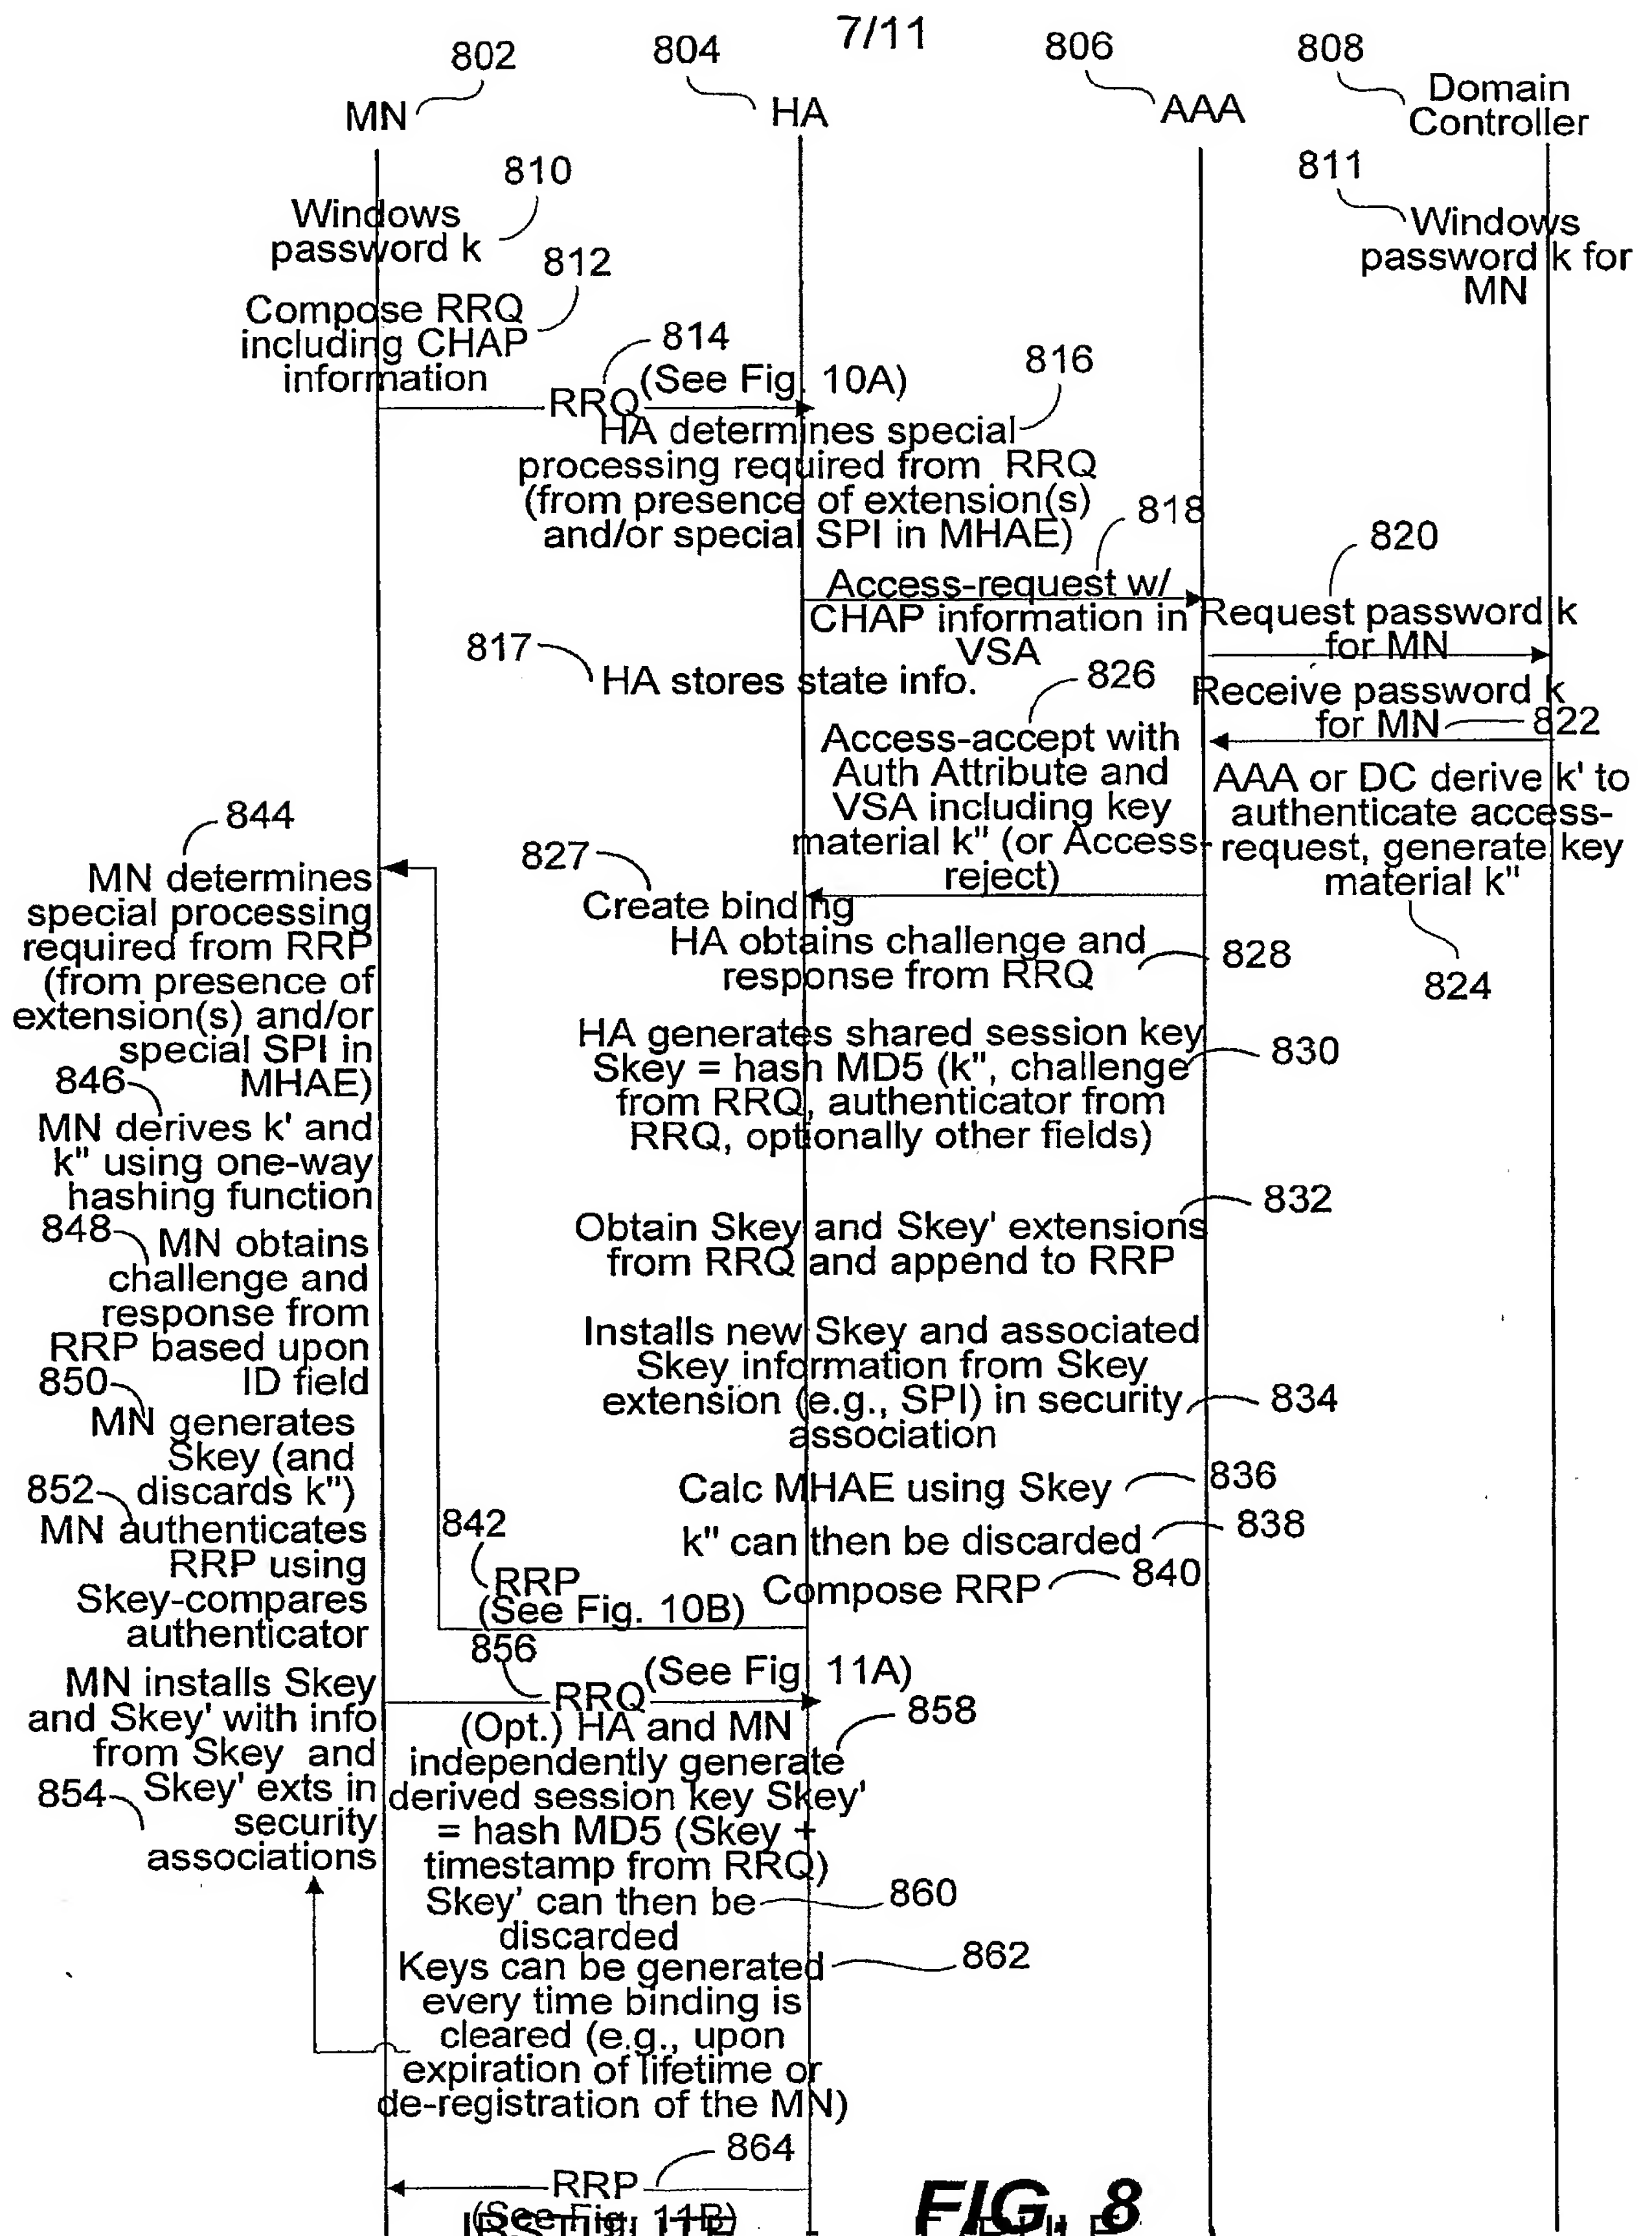 7/11
802
804
806
808
MN
HA
AAA
Domain
Controller
810
811
Windows
password k
Windows
password k for
MN
812
Compose RRQ
including CHAP
information
814
(See Fig. 10A)
RRQ
816
HA determines special
processing required from RRQ
(from presence of extension(s)
and/or special SPI in MHAE)
818
Access-request w/
CHAP information in
VSA
820
Request password k
for MN
817
HA stores state info.
Receive password k
for MN
822
826
Access-accept with
Auth Attribute and
VSA including key
material k" (or Access-
reject)
AAA or DC derive k' to
authenticate access-
request, generate key
material k"
824
827
Create binding
HA obtains challenge and
response from RRQ
828
HA generates shared session key
Skey = hash MD5 (k", challenge
from RRQ, authenticator from
RRQ, optionally other fields)
830
832
Obtain Skey and Skey' extensions
from RRQ and append to RRP
Installs new Skey and associated
Skey information from Skey
extension (e.g., SPI) in security
association
834
Calc MHAE using Skey
836
k" can then be discarded
838
Compose RRP
840
842
RRP
(See Fig. 10B)
844
MN determines
special processing
required from RRP
(from presence of
extension(s) and/or
special SPI in
MHAE)
846
MN derives k' and
k" using one-way
hashing function
848
MN obtains
challenge and
response from
RRP based upon
ID field
850
MN generates
Skey (and
discards k")
852
MN authenticates
RRP using
Skey-compares
authenticator
MN installs Skey
and Skey' with info
from Skey and
Skey' exts in
security
associations
854
856
(See Fig. 11A)
RRQ
858
(Opt.) HA and MN
independently generate
derived session key Skey'
= hash MD5 (Skey +
timestamp from RRQ)
Skey' can then be
discarded
860
Keys can be generated
every time binding is
cleared (e.g., upon
expiration of lifetime or
de-registration of the MN)
862
864
RRP
(See Fig. 11B)
FIG. 8